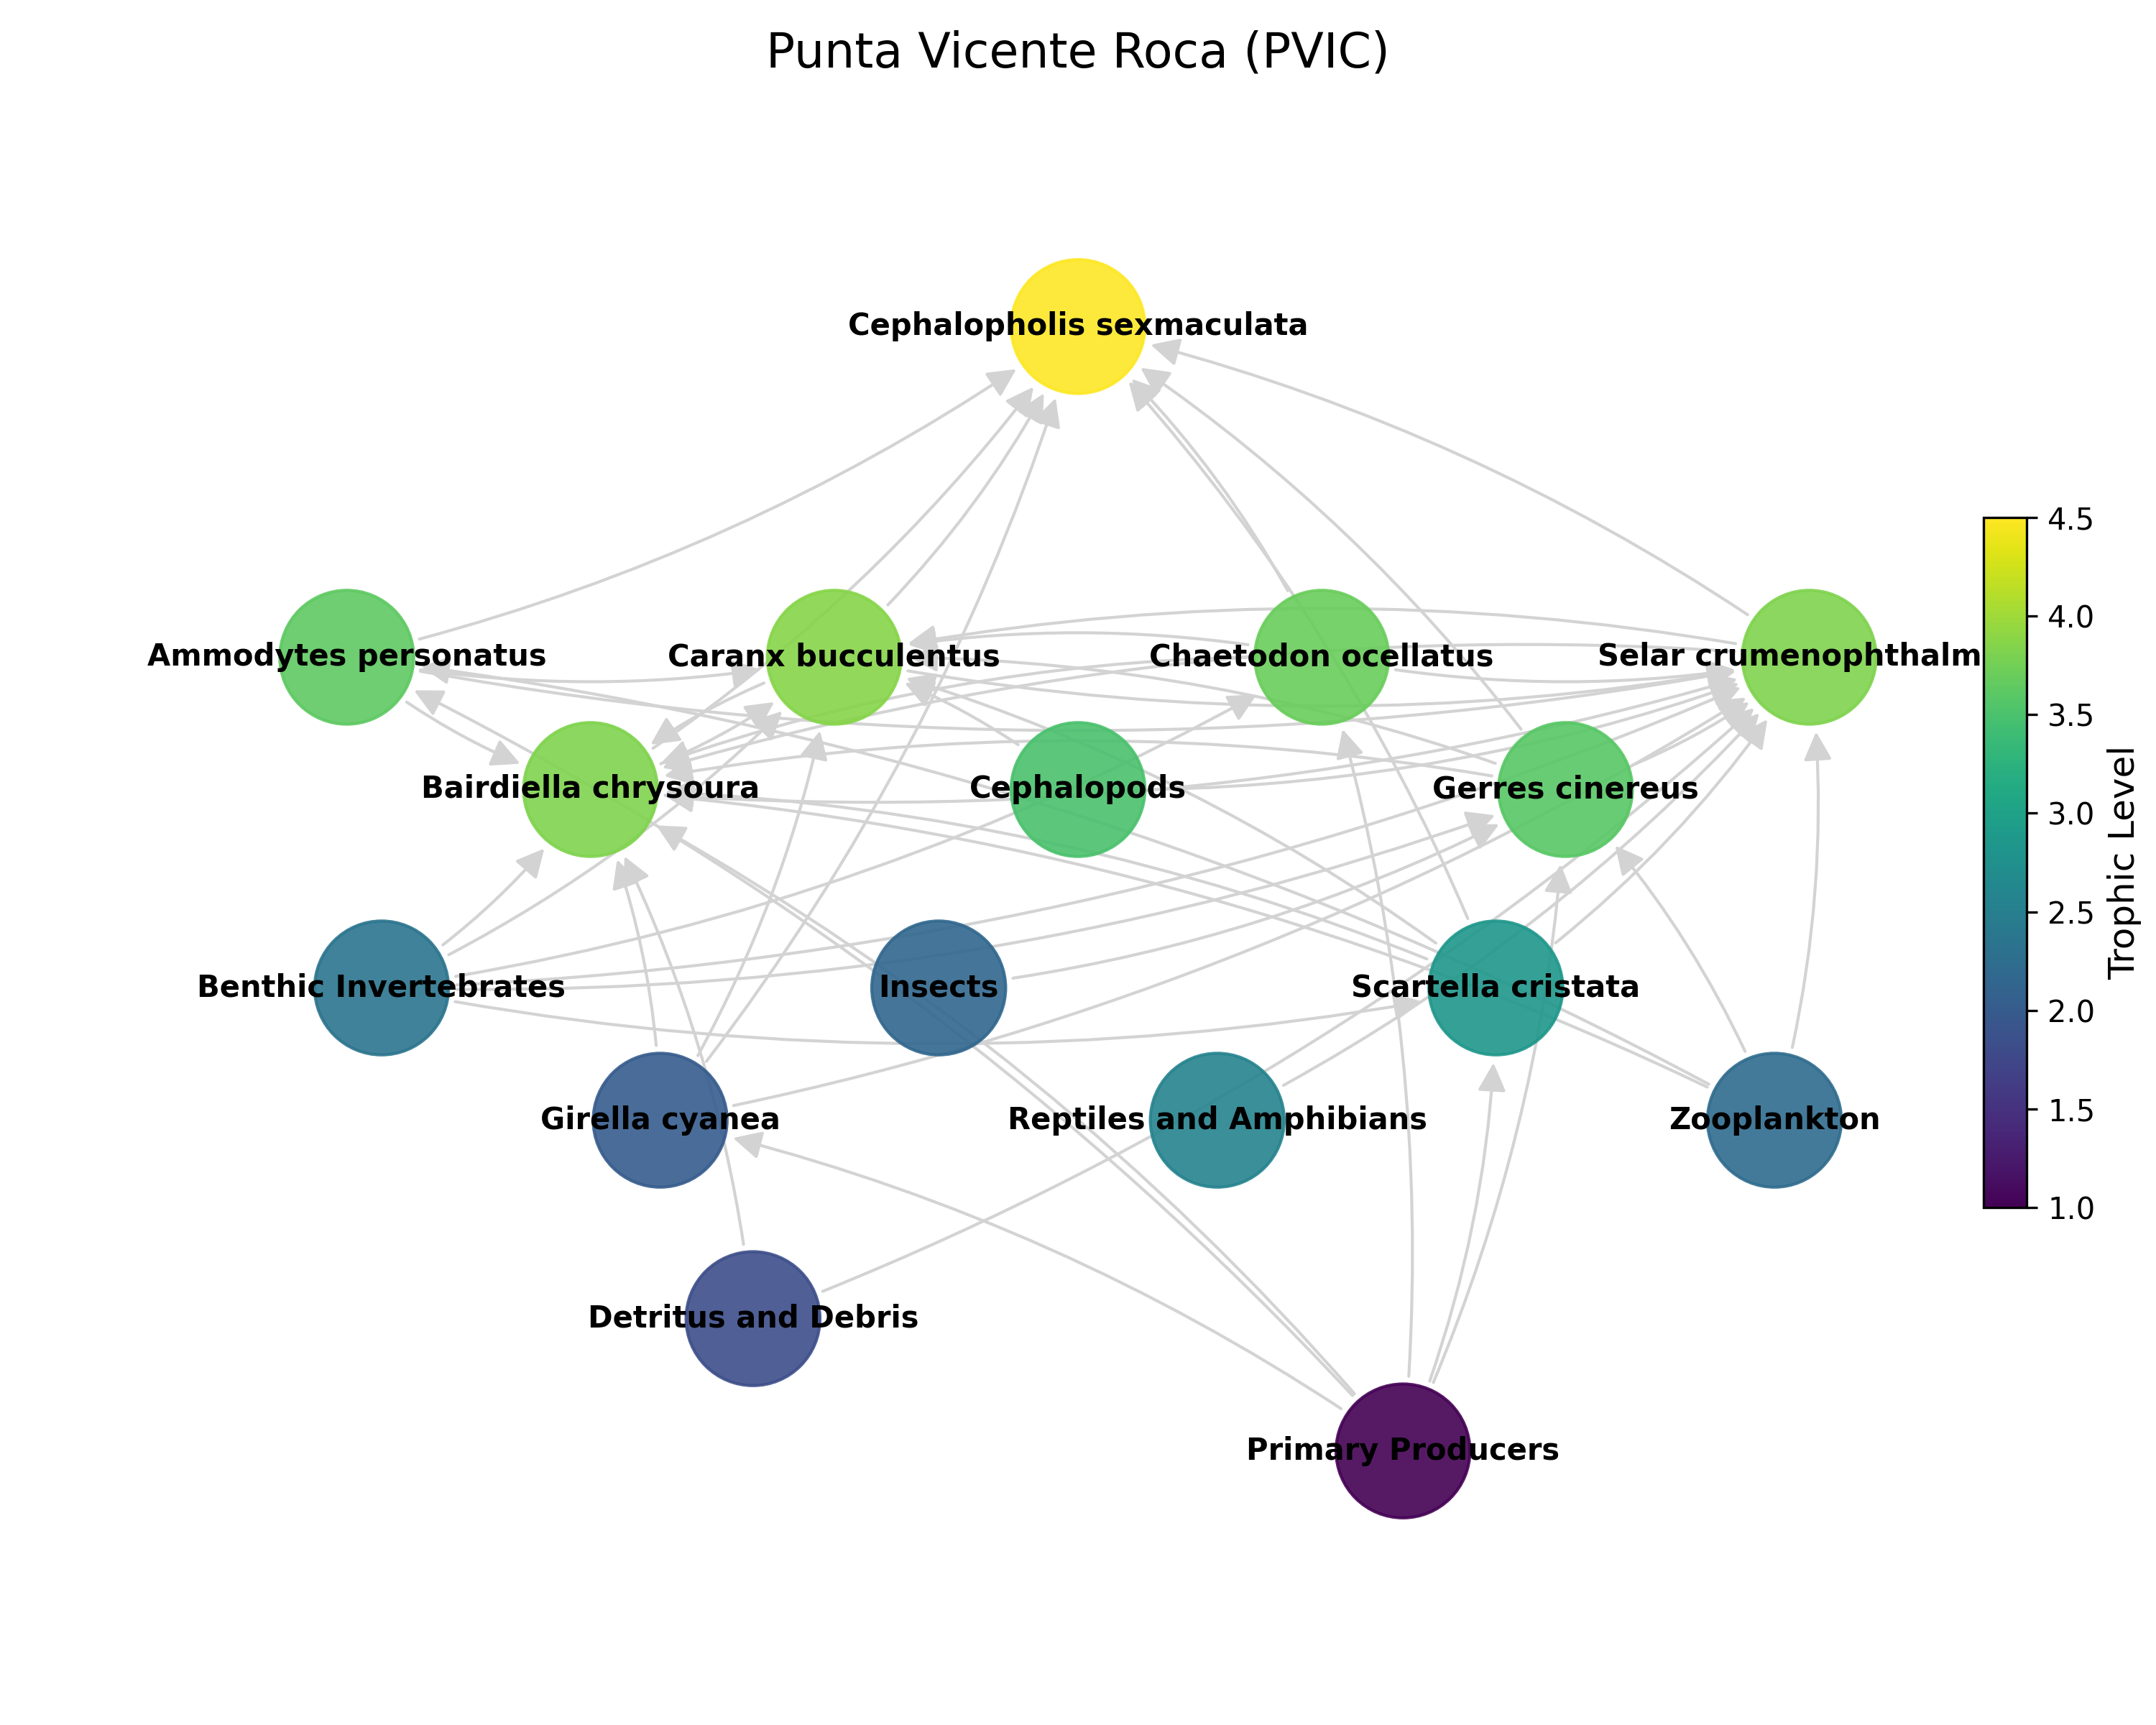 Punta Vicente Roca (PVIC)
Cephalopholis sexmaculata
Ammodytes personatus
Caranx bucculentus
Chaetodon ocellatus
Selar crumenophthalm
Bairdiella chrysoura
Cephalopods
Gerres cinereus
Benthic Invertebrates
Insects
Scartella cristata
Girella cyanea
Reptiles and Amphibians
Zooplankton
Detritus and Debris
Primary Producers
4.5
4.0
3.5
3.0
2.5
2.0
1.5
1.0
Trophic Level